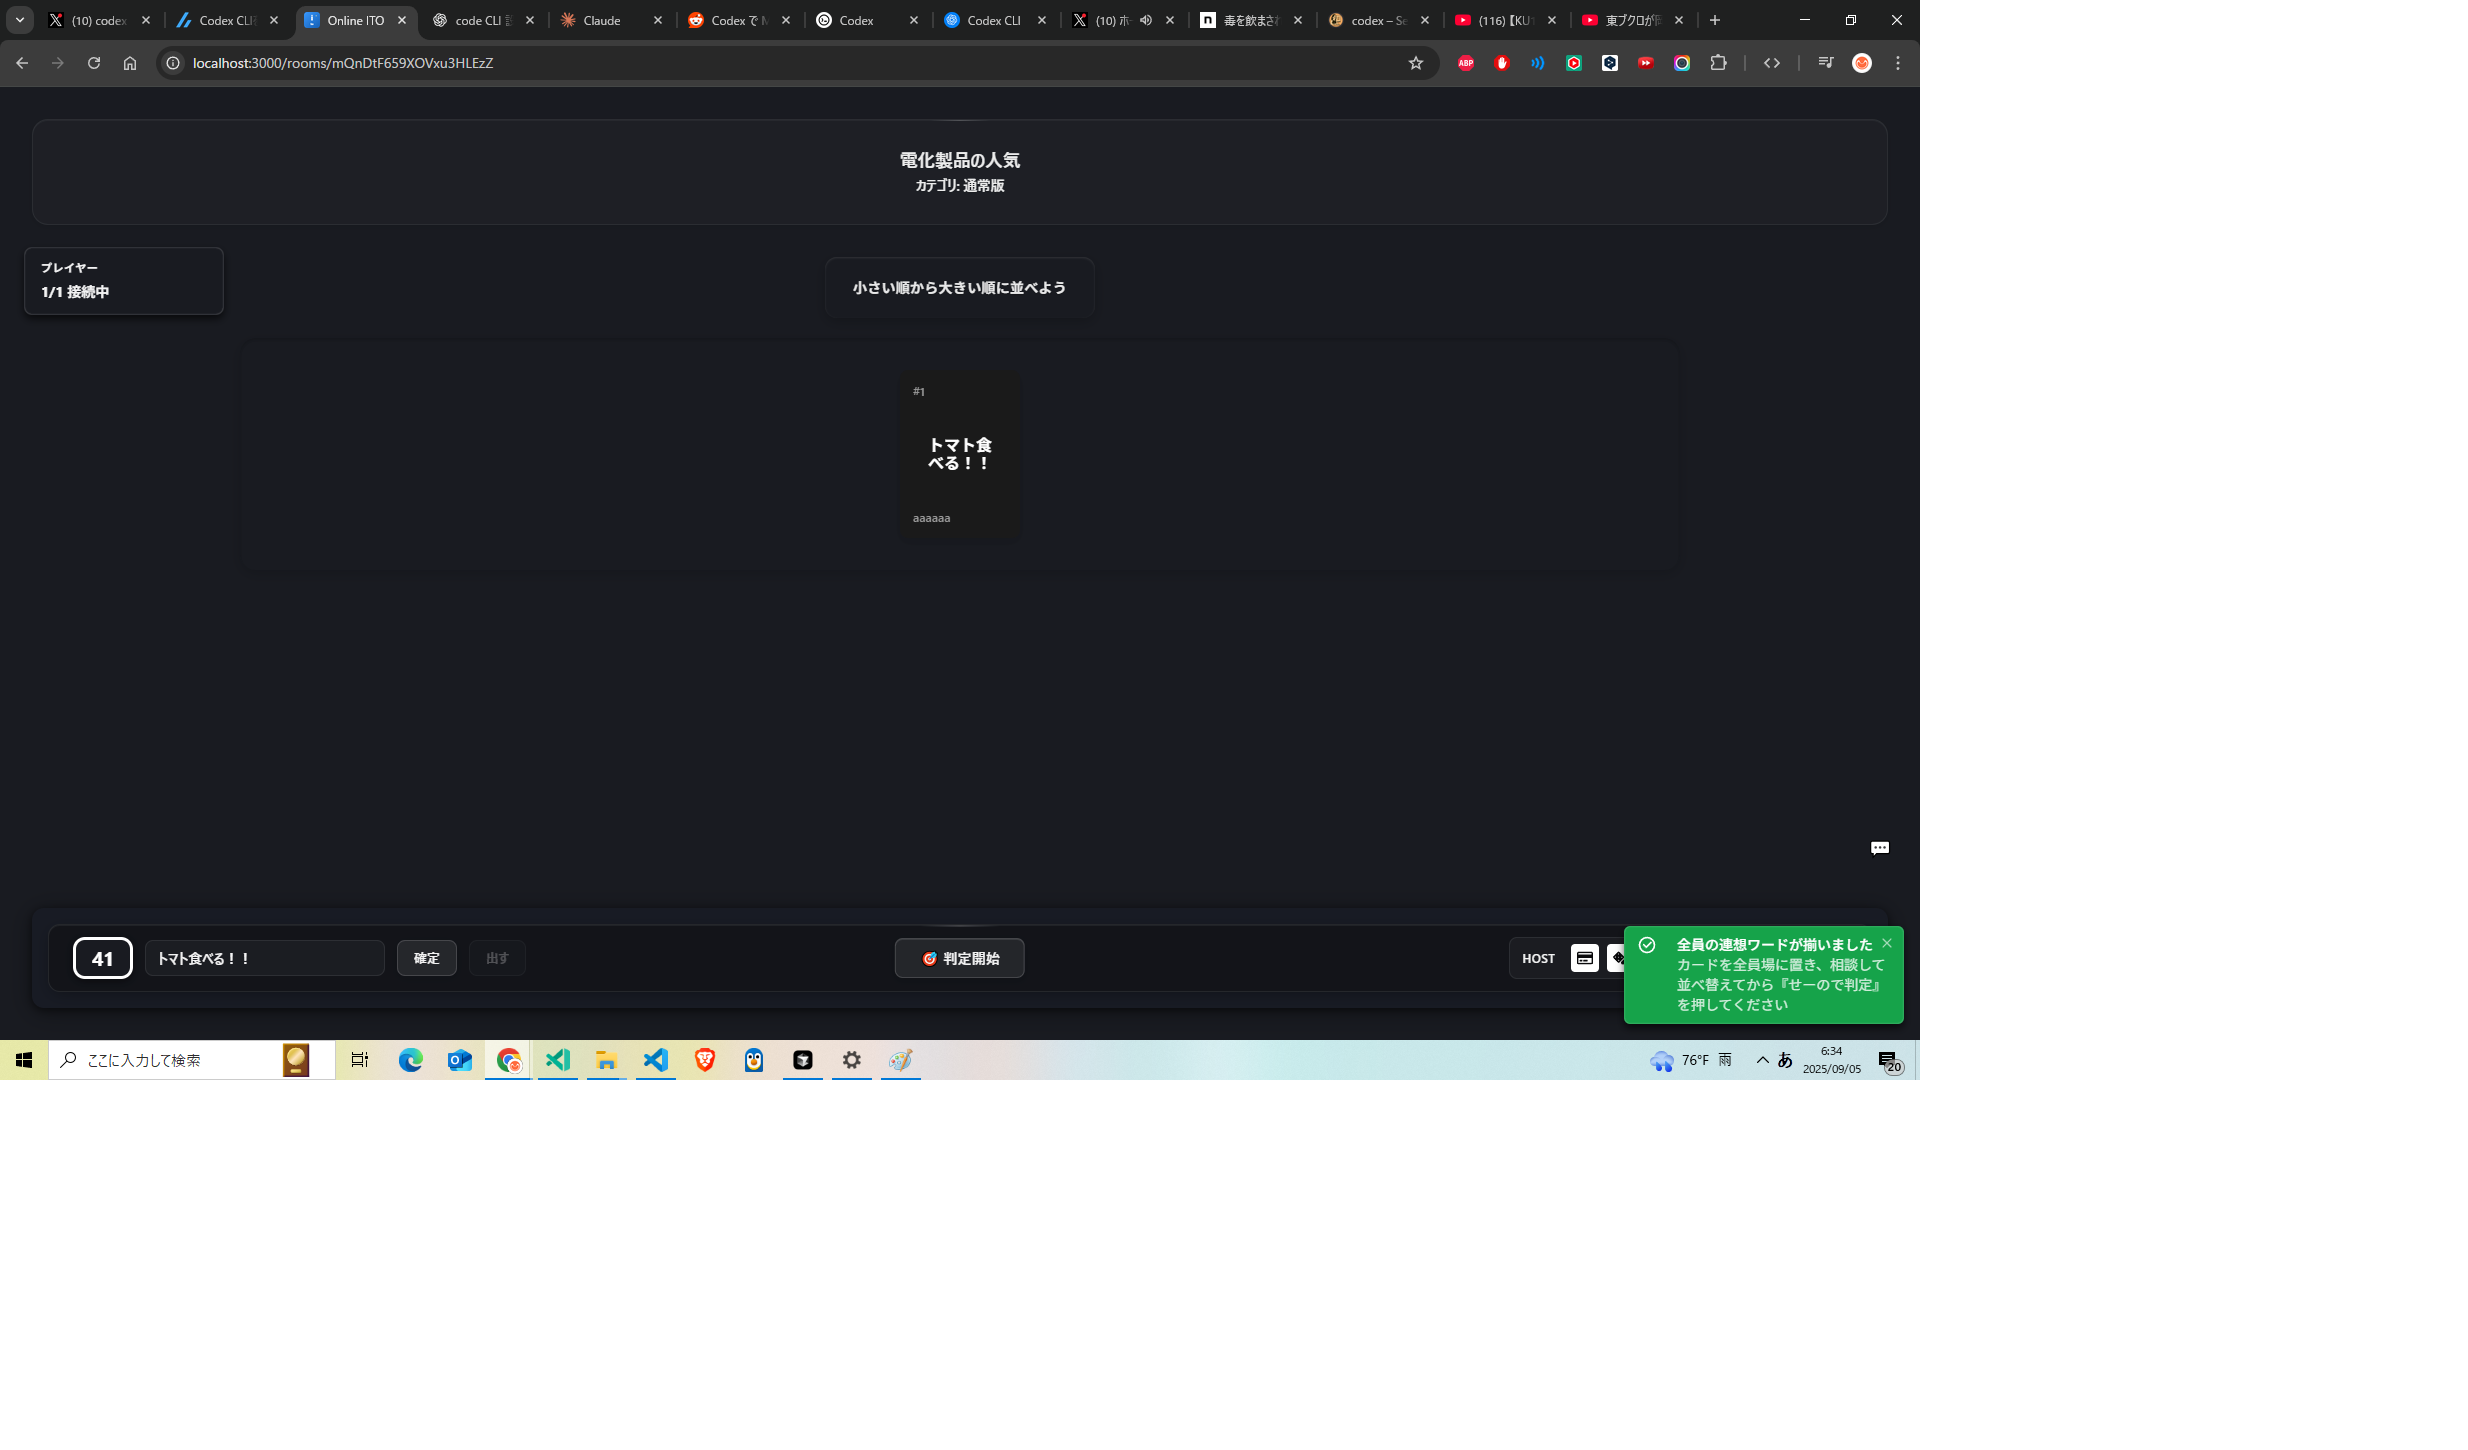 (10) codex
Codex CLI
Online ITO
code CLI
Claude
Codex で
Codex
Codex CLI
(10) ホ
毒を飲まさ
codex – Se
(116) 【KU
東ブクロが
localhost:3000/rooms/mQnDtF659XOVxu3HLEzZ
ABP
電化製品の人気
カテゴリ: 通常版
プレイヤー
1/1 接続中
小さい順から大きい順に並べよう
#1
トマト食
べる！！
aaaaaa
41
トマト食べる！！
確定
出す
🎯 判定開始
HOST
全員の連想ワードが揃いました
カードを全員場に置き、相談して
並べ替えてから『せーので判定』
を押してください
ここに入力して検索
76°F 雨
あ
6:34
2025/09/05
20